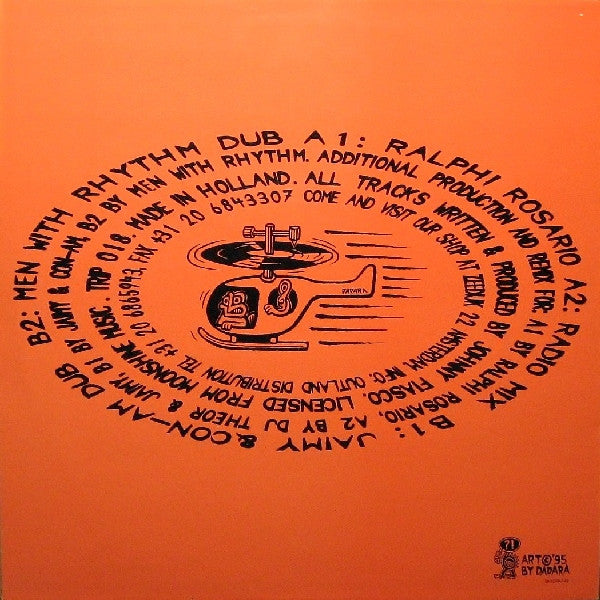 A1: RALPHI ROSARIO A2: RADIO MIX B1: JAIMY & CON-AM DUB B2: MEN WITH RHYTHM DUB
ALL TRACKS WRITTEN & PRODUCED BY JOHNNY FIASCO. LICENSED FROM MOONSHINE MUSIC. TRIP 018. MADE IN HOLLAND.
ADDITIONAL PRODUCTION AND REMIX FOR: A1 BY RALPHI ROSARIO, A2 BY DJ THEOR & JAIMY, B1 BY JAIMY & CON-AM, B2 BY MEN WITH RHYTHM.
COME AND VISIT OUR SHOP AT ZEEDIJK 22 AMSTERDAM INFO: OUTLAND DISTRIBUTION TEL +31 20 6865943, FAX +31 20 6843307
DADARA
?!
ART © '95
BY DADARA